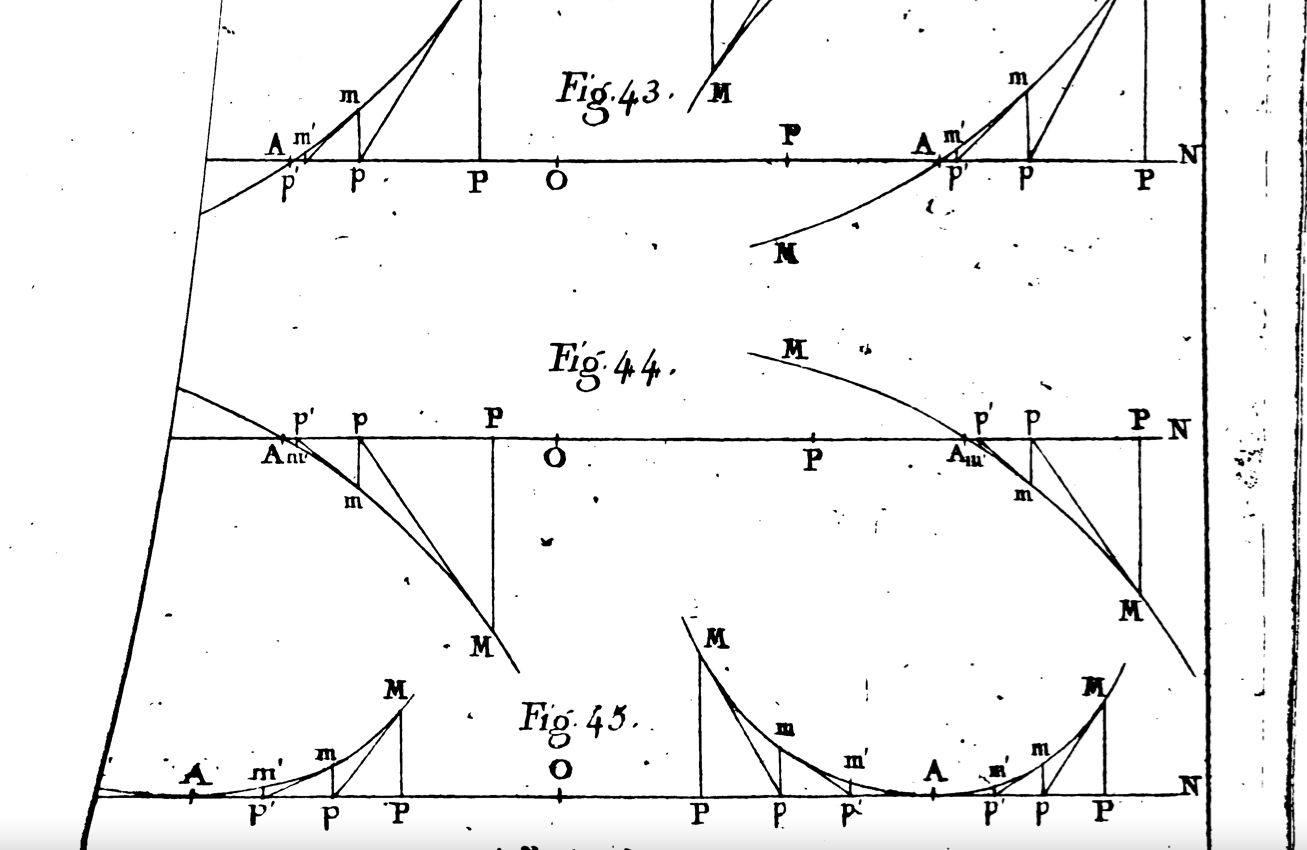 m Fig. 43. M m
A m' P A m' N
p' p P O p' p P
M
Fig. 44. M
p' p P p' p P N
A m' O P A m'
m m
M M
M Fig. 45. M M
m m m
A m' O m' A m' N
p' p P P p p' p' p P